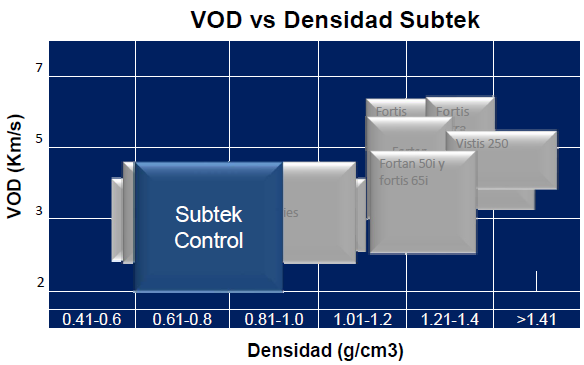 VOD vs Densidad Subtek
VOD (Km/s)
7
5
3
2
Fortis
Fortis
Vistis 250
Fortan 50i y
fortis 65i
Subtek
Control
0.41-0.6 0.61-0.8 0.81-1.0 1.01-1.2 1.21-1.4 >1.41
Densidad (g/cm3)